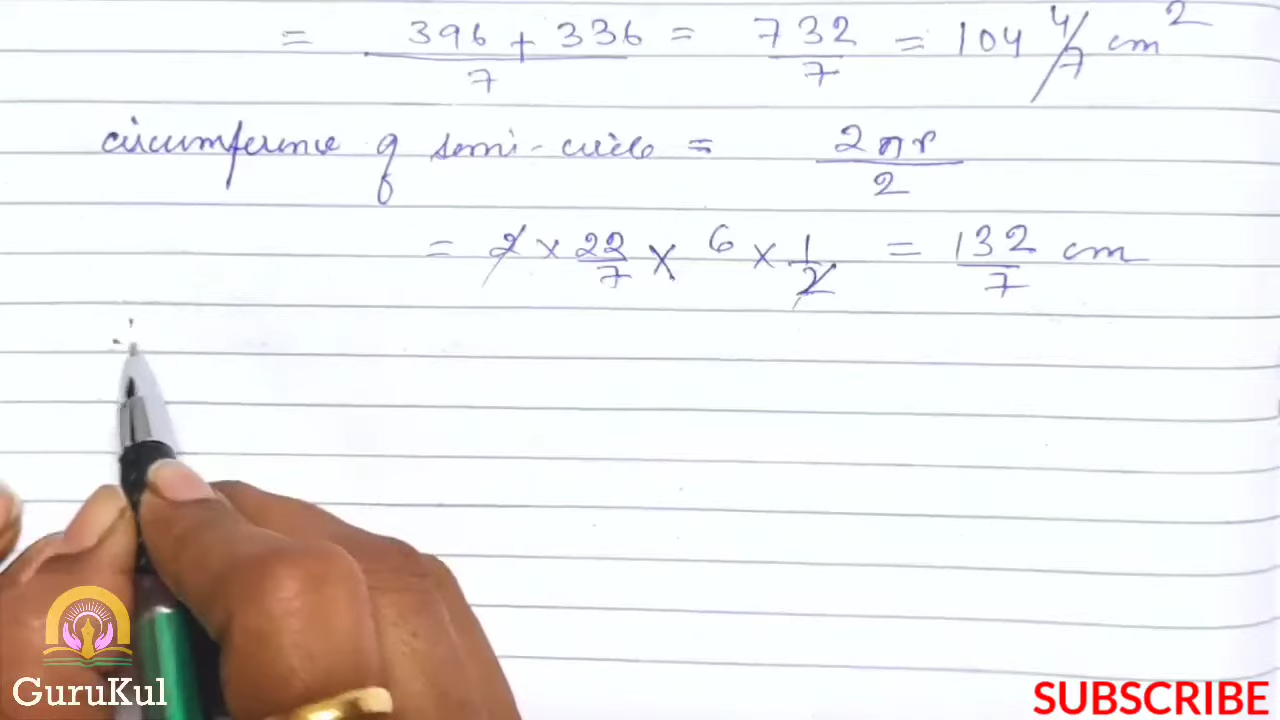 = 396 + 336 / 7 = 732 / 7 = 104 4/7 cm²
circumference of semi-circle = 2πr / 2
= 2 × 22/7 × 6 × 1/2 = 132/7 cm
∴
GuruKul
SUBSCRIBE